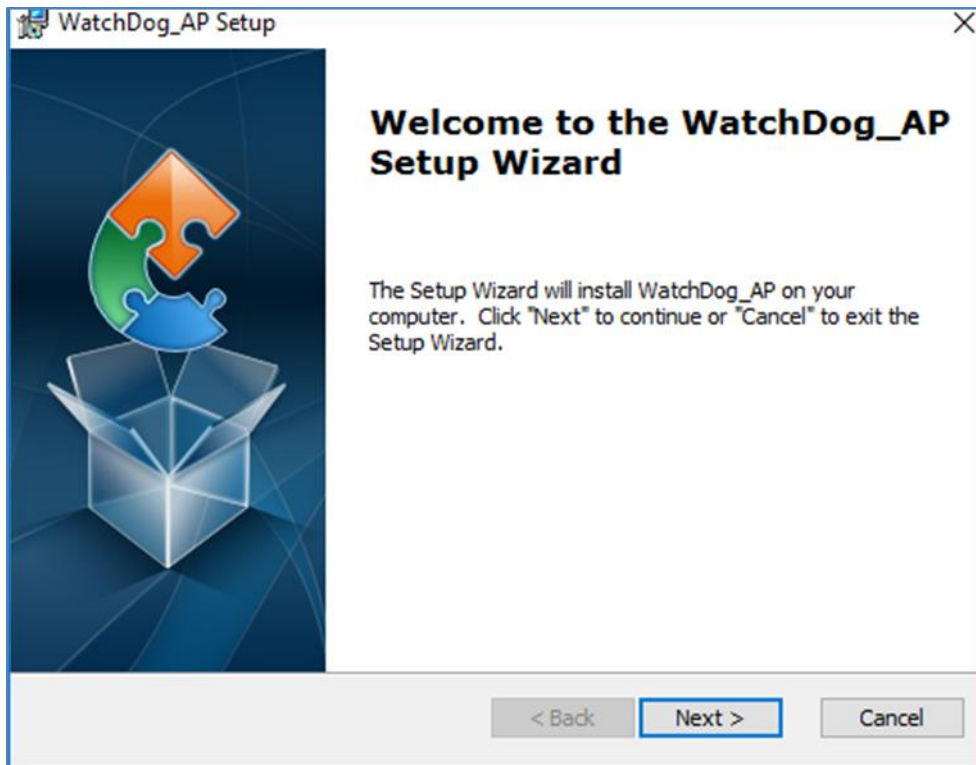 WatchDog_AP Setup
Welcome to the WatchDog_AP
Setup Wizard
The Setup Wizard will install WatchDog_AP on your
computer. Click "Next" to continue or "Cancel" to exit the
Setup Wizard.
< Back
Next >
Cancel